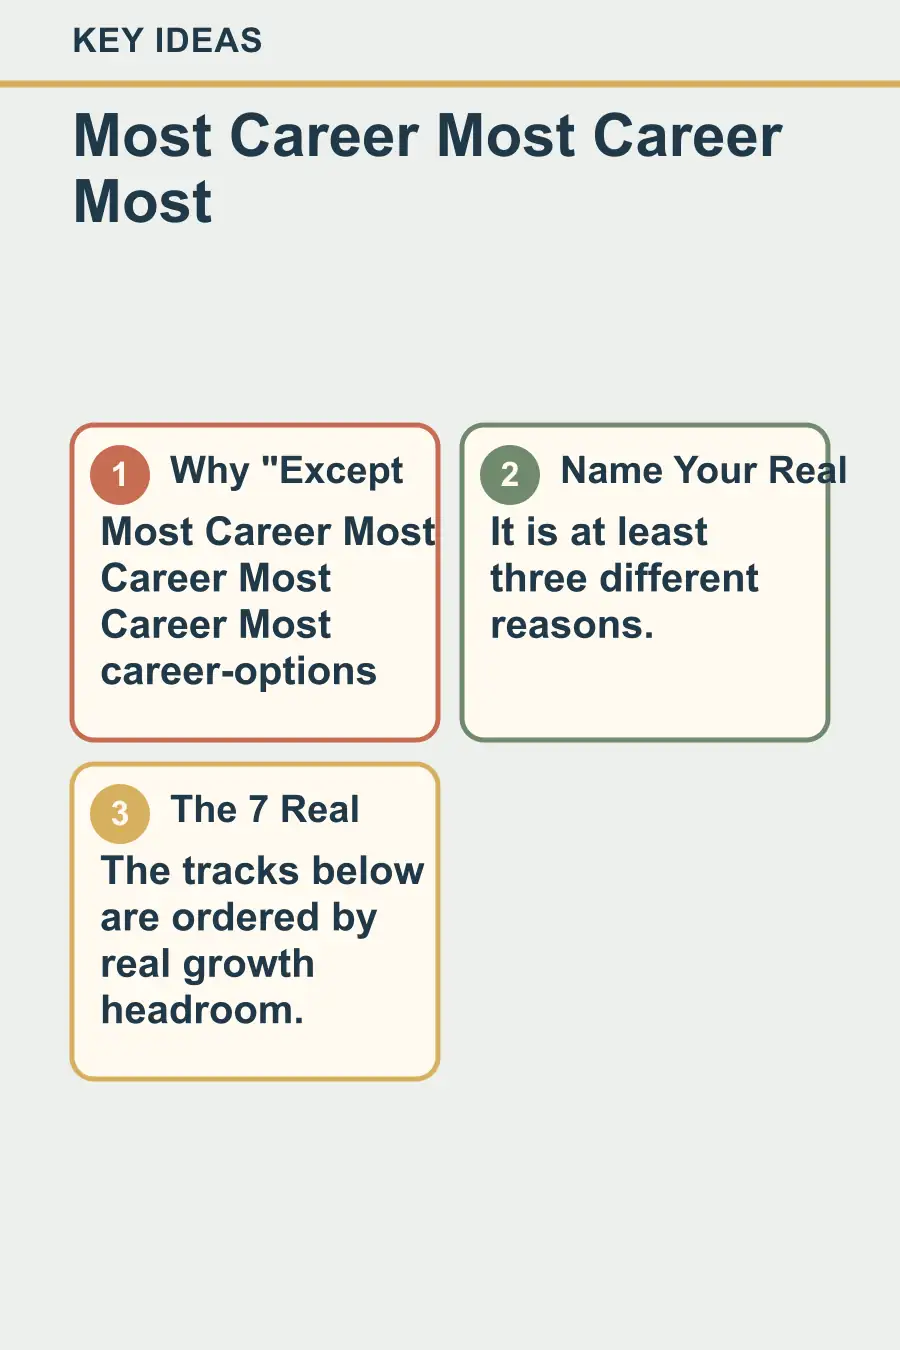 KEY IDEAS
Most Career Most Career
Most
1
Why "Except
Most Career Most
Career Most
Career Most
career-options
2
Name Your Real
It is at least
three different
reasons.
3
The 7 Real
The tracks below
are ordered by
real growth
headroom.